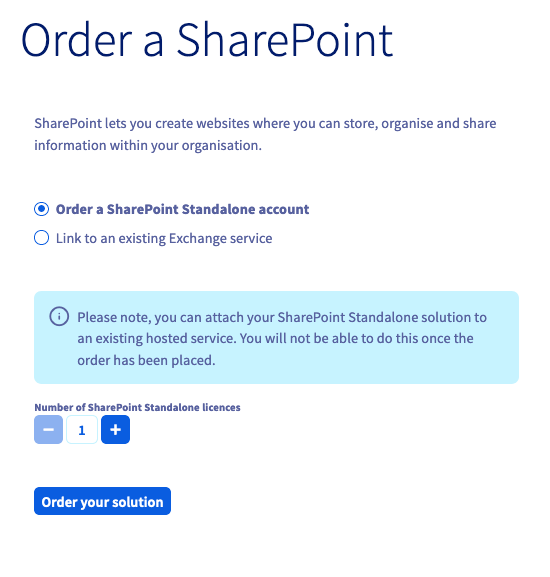 Order a SharePoint
SharePoint lets you create websites where you can store, organise and share
information within your organisation.
Order a SharePoint Standalone account
Link to an existing Exchange service
Please note, you can attach your SharePoint Standalone solution to
an existing hosted service. You will not be able to do this once the
order has been placed.
Number of SharePoint Standalone licences
− 1 +
Order your solution